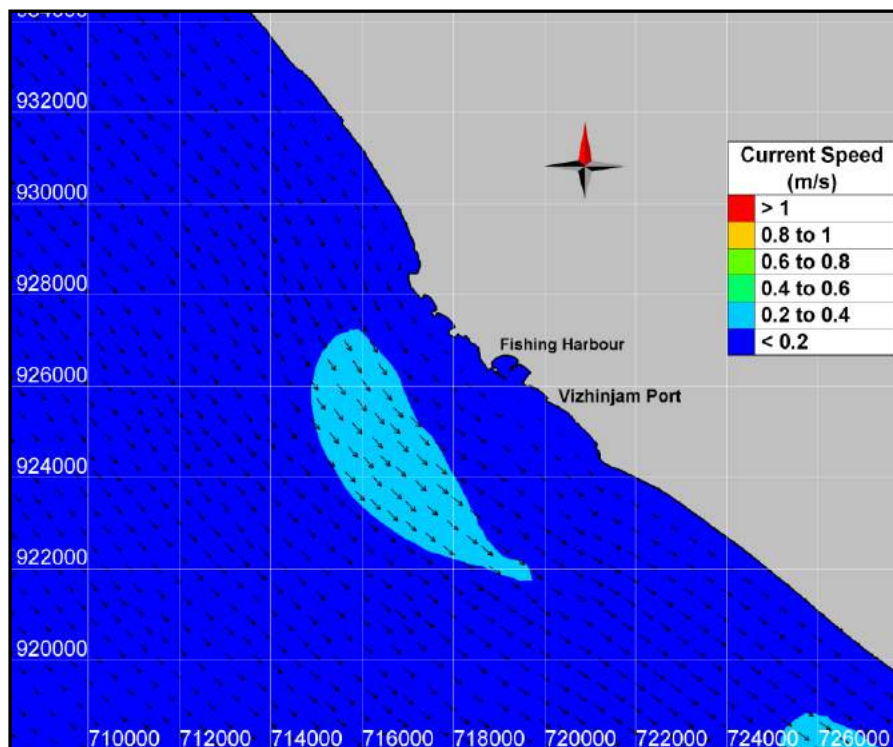 934000
932000
930000
928000
926000
924000
922000
920000
Current Speed
(m/s)
> 1
0.8 to 1
0.6 to 0.8
0.4 to 0.6
0.2 to 0.4
< 0.2
Fishing Harbour
Vizhinjam Port
710000 712000 714000 716000 718000 720000 722000 724000 726000